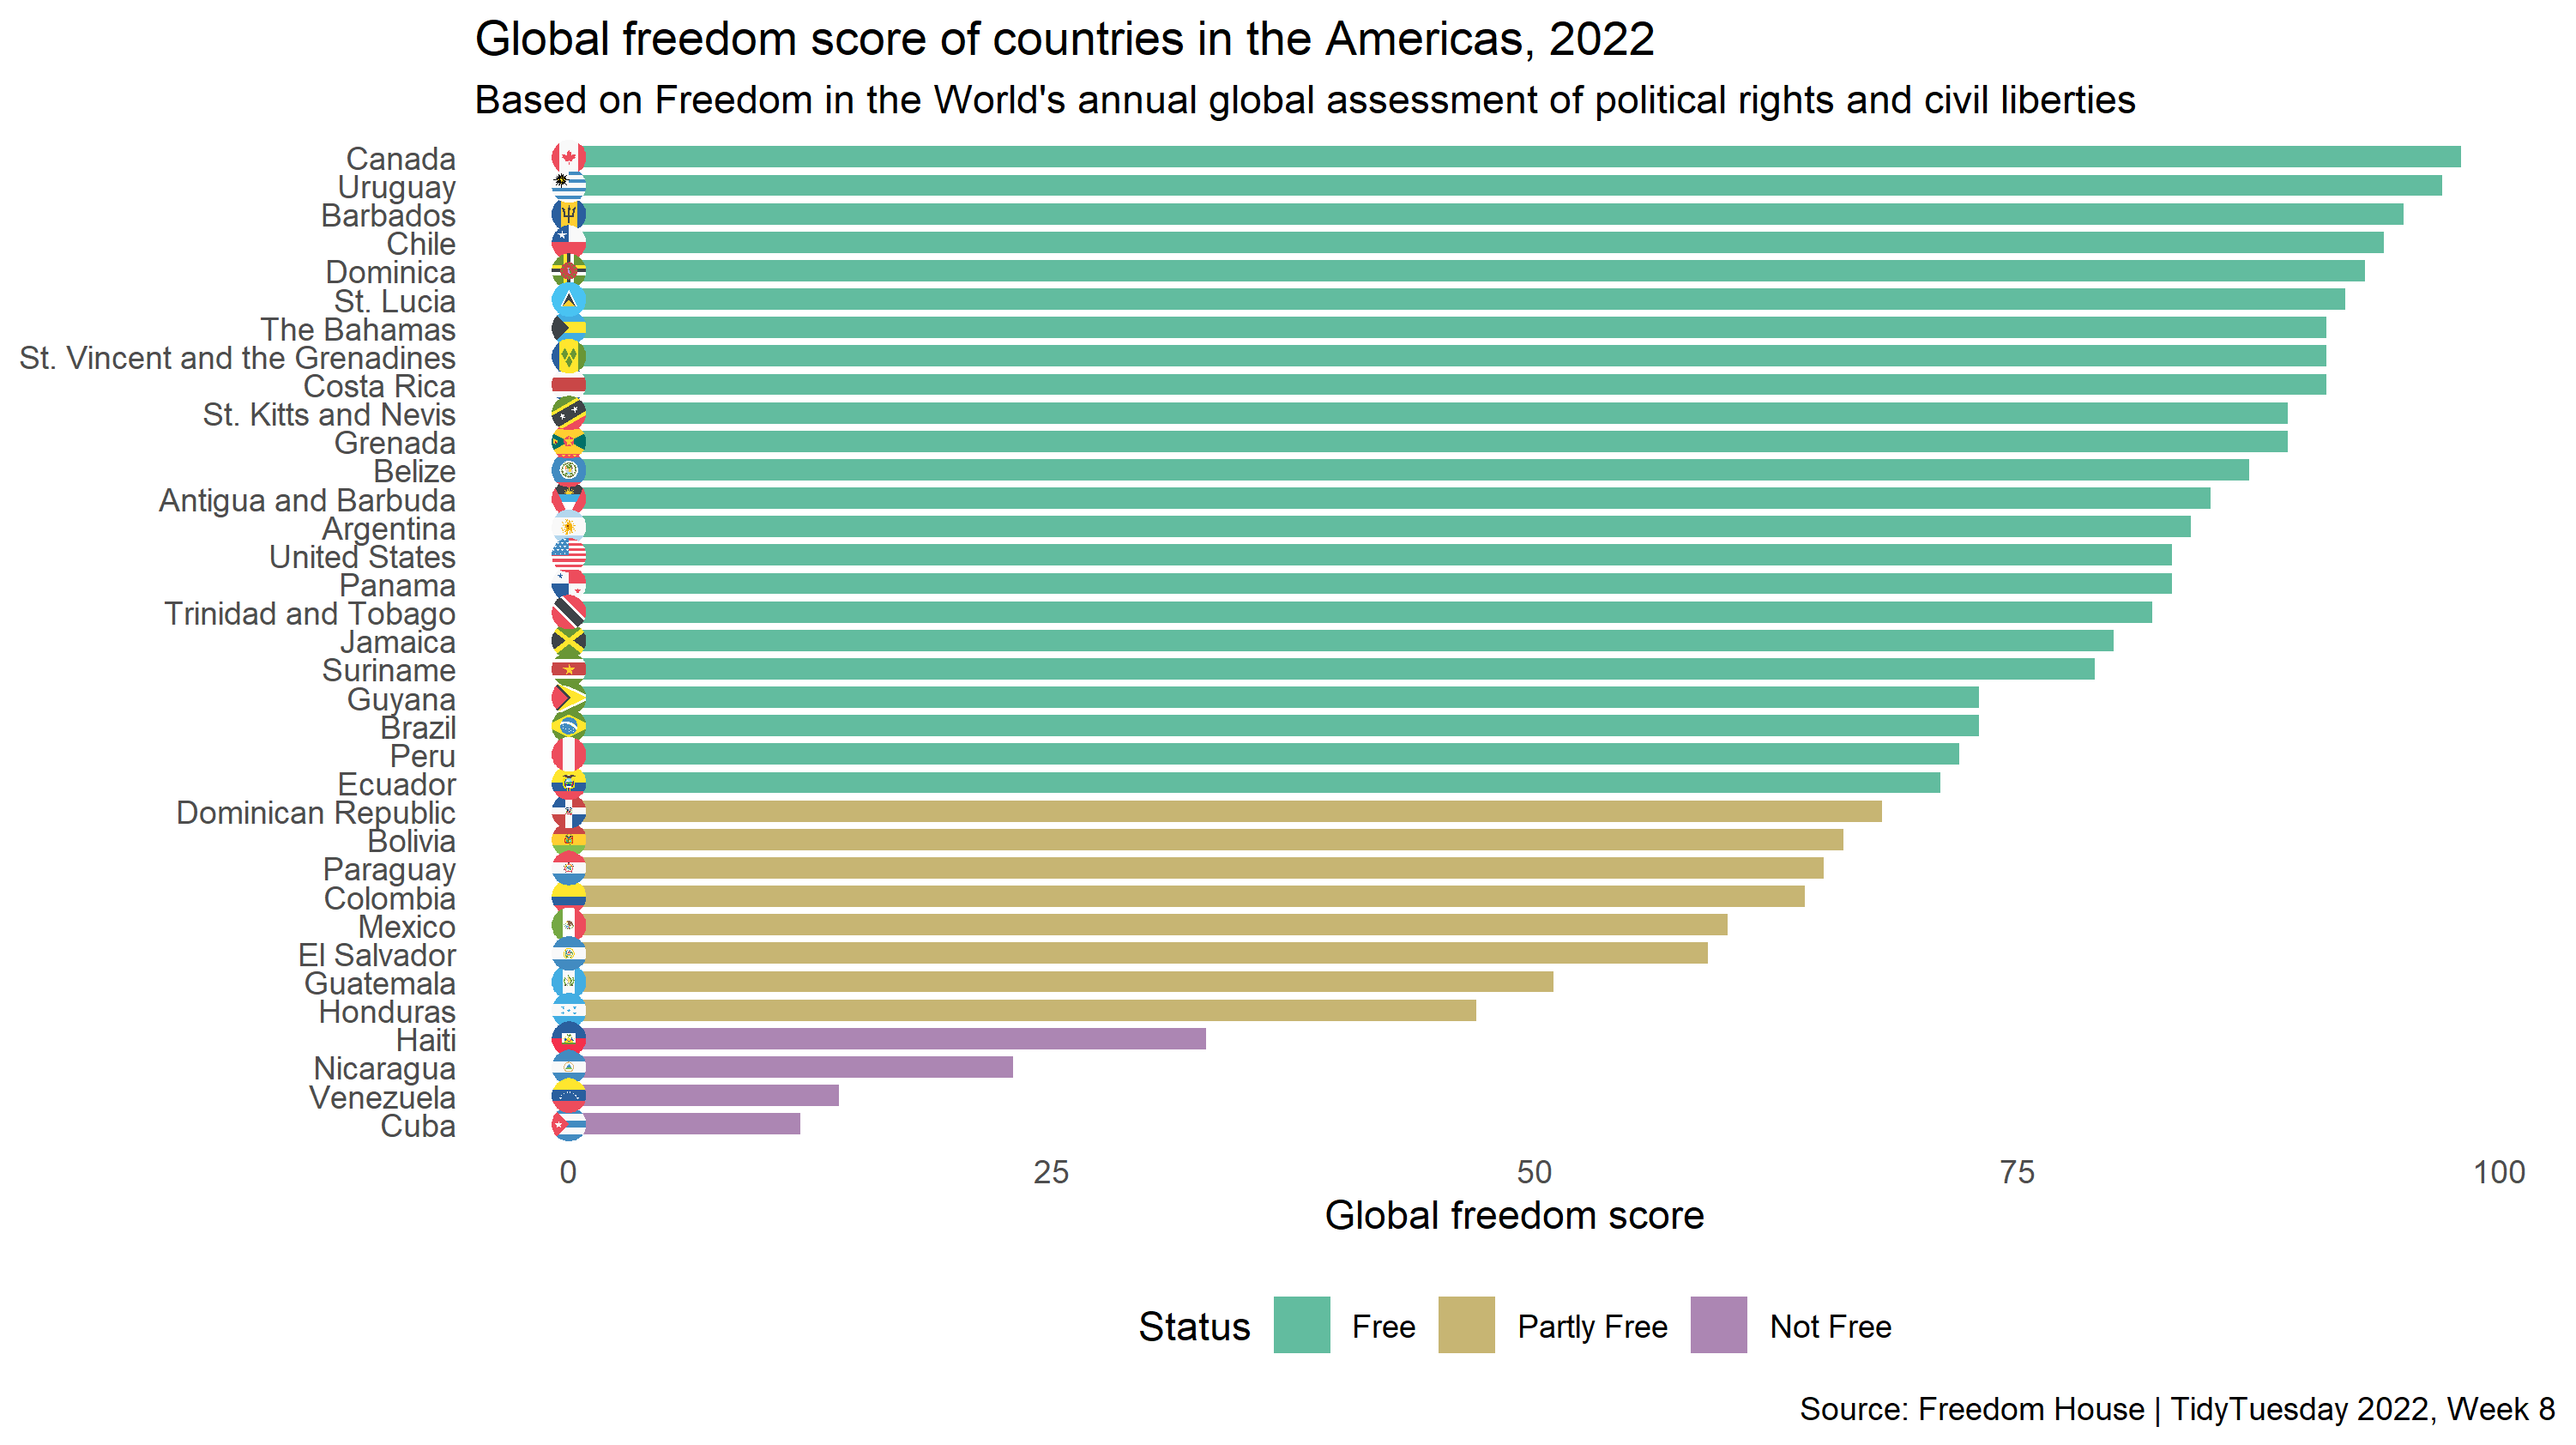 Global freedom score of countries in the Americas, 2022
Based on Freedom in the World's annual global assessment of political rights and civil liberties
Canada
Uruguay
Barbados
Chile
Dominica
St. Lucia
The Bahamas
St. Vincent and the Grenadines
Costa Rica
St. Kitts and Nevis
Grenada
Belize
Antigua and Barbuda
Argentina
United States
Panama
Trinidad and Tobago
Jamaica
Suriname
Guyana
Brazil
Peru
Ecuador
Dominican Republic
Bolivia
Paraguay
Colombia
Mexico
El Salvador
Guatemala
Honduras
Haiti
Nicaragua
Venezuela
Cuba
0 25 50 75 100
Global freedom score
Status Free Partly Free Not Free
Source: Freedom House | TidyTuesday 2022, Week 8